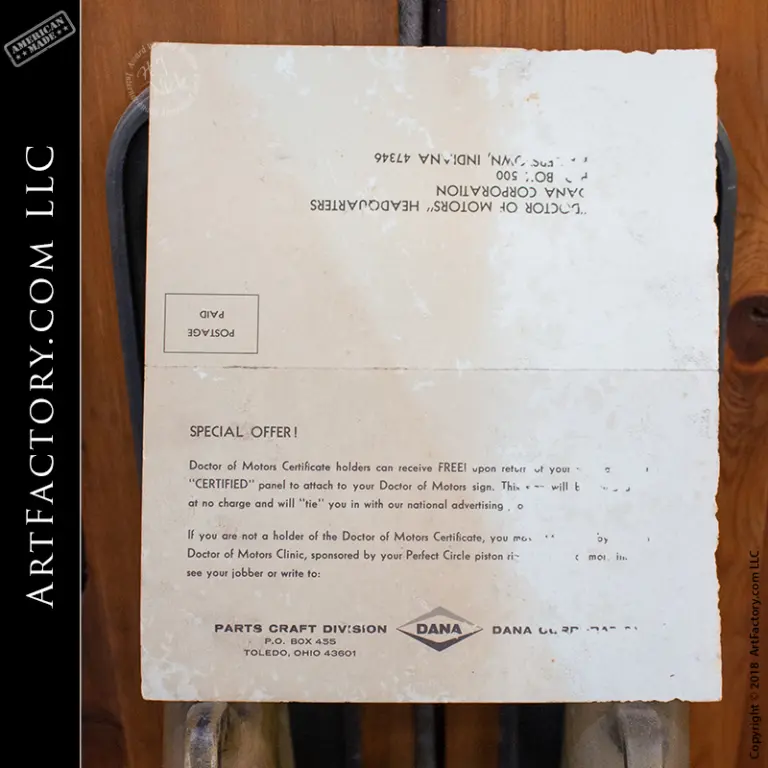 AMERICAN
MADE
ARTFACTORY.COM LLC
"DOCTOR OF MOTORS" HEADQUARTERS
DANA CORPORATION
BOX 500
INDIANA 47346
POSTAGE
PAID
SPECIAL OFFER!
Doctor of Motors Certificate holders can receive FREE! upon return of your
"CERTIFIED" panel to attach to your Doctor of Motors sign. This will
at no charge and will "tie" you in with our national advertising
If you are not a holder of the Doctor of Motors Certificate, you by
Doctor of Motors Clinic, sponsored by your Perfect Circle piston
see your jobber or write to:
PARTS CRAFT DIVISION DANA DANA
P.O. BOX 455
TOLEDO, OHIO 43601
Copyright © 2018 ArtFactory.com LLC